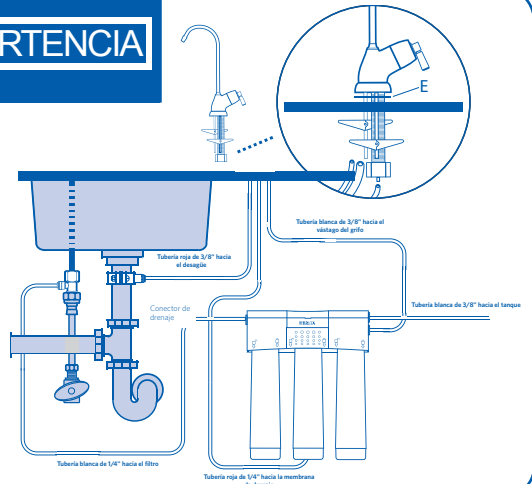 RTENCIA
E
Tubería blanca de 3/8" hacia el
vástago del grifo
Tubería roja de 3/8" hacia
el desagüe
Conector de
drenaje
Tubería blanca de 3/8" hacia el tanque
Tubería blanca de 1/4" hacia el filtro
Tubería roja de 1/4" hacia la membrana